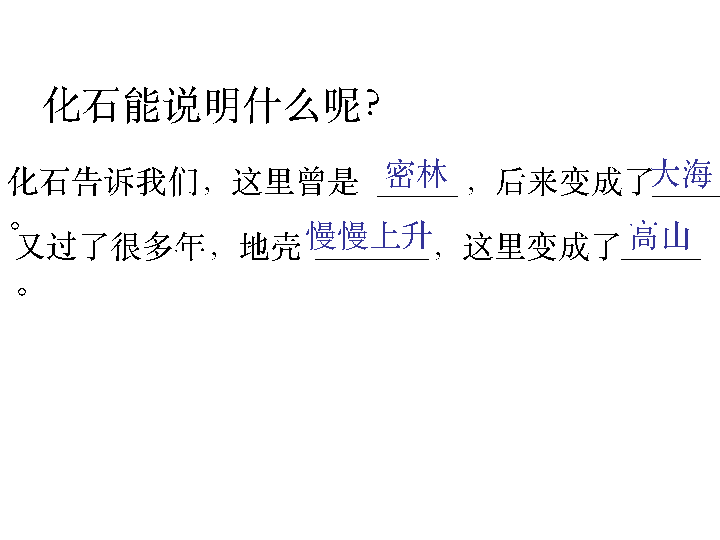 化石能说明什么呢？
化石告诉我们，这里曾是 密林 ，后来变成了大海
。
又过了很多年，地壳 慢慢上升，这里变成了 高山
。